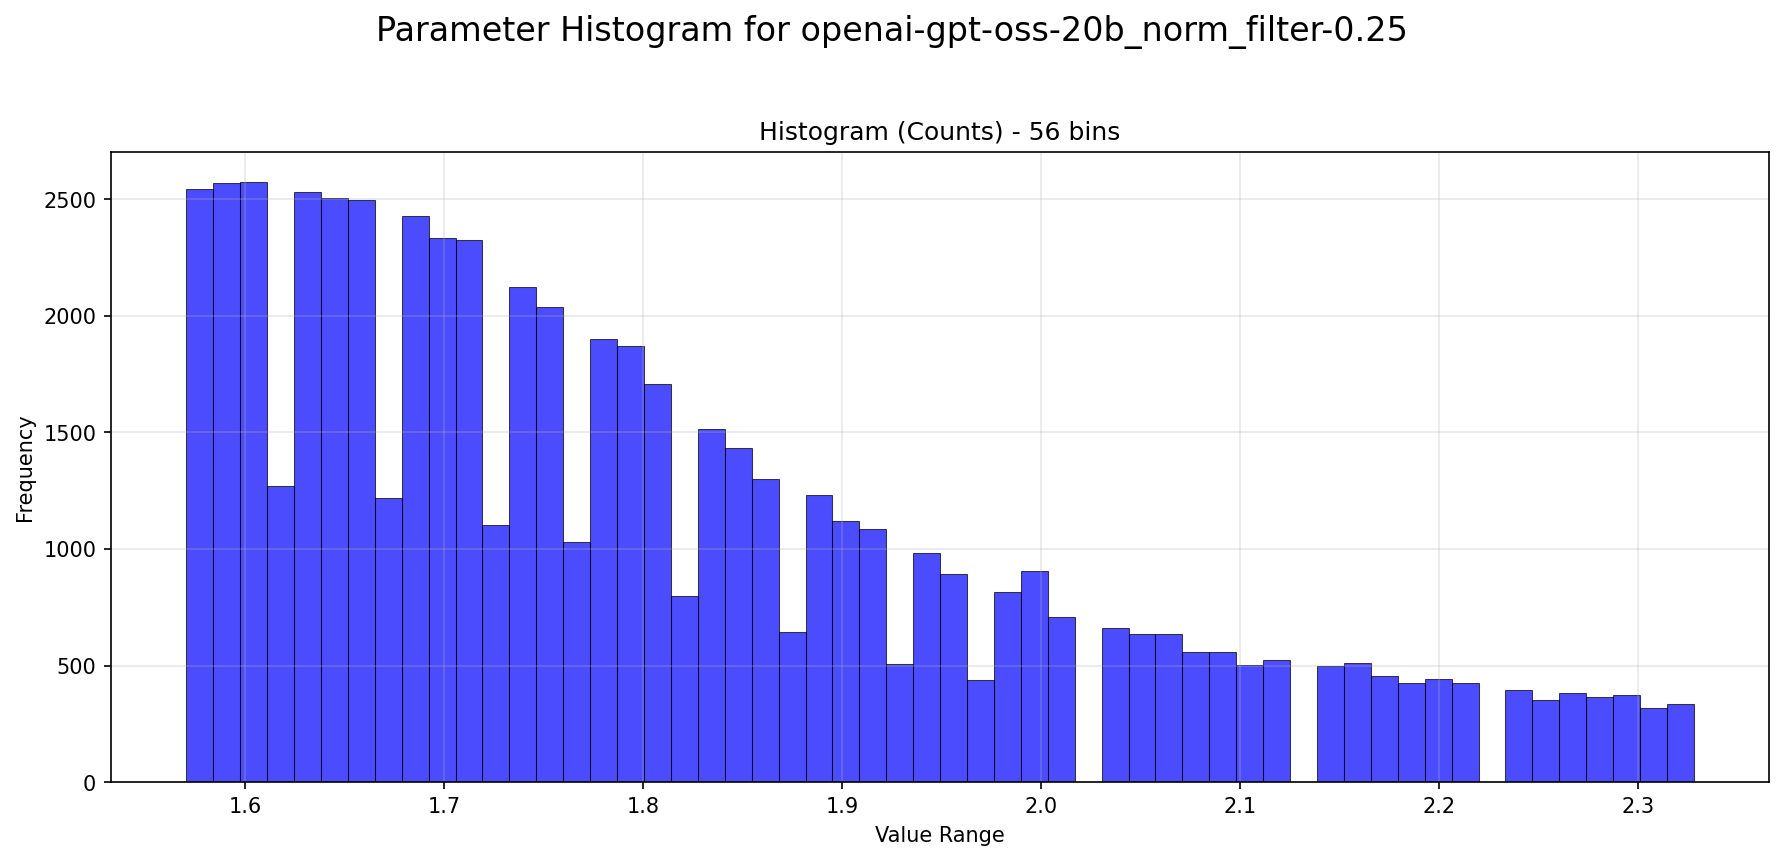 Parameter Histogram for openai-gpt-oss-20b_norm_filter-0.25
Histogram (Counts) - 56 bins
Frequency
2500
2000
1500
1000
500
0
1.6 1.7 1.8 1.9 2.0 2.1 2.2 2.3
Value Range